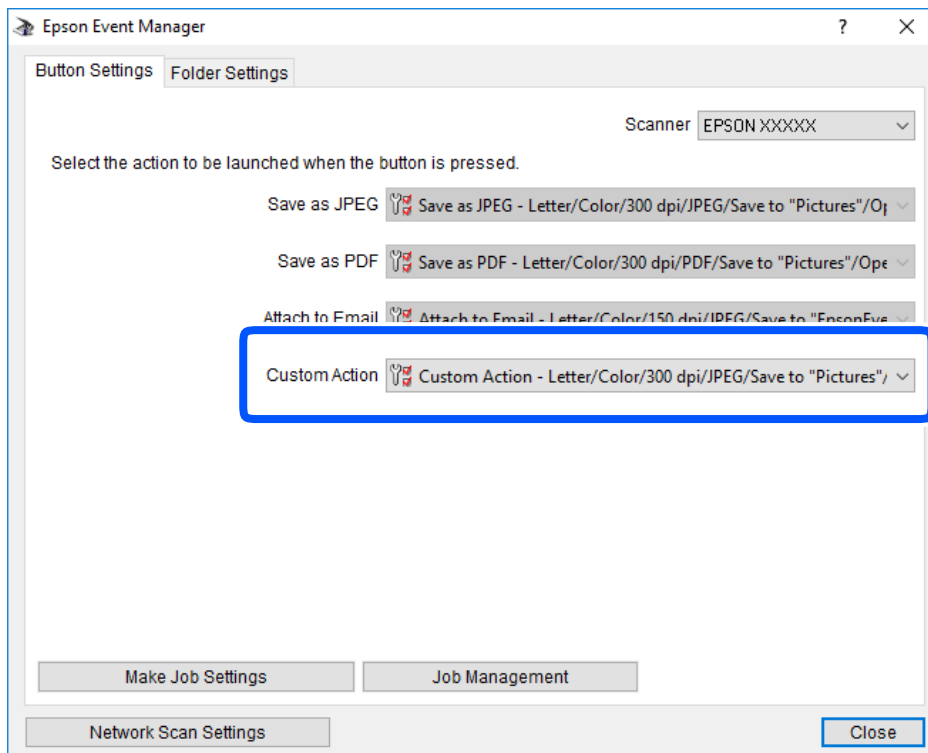 Epson Event Manager
Button Settings
Folder Settings
Scanner EPSON XXXXX
Select the action to be launched when the button is pressed.
Save as JPEG Save as JPEG - Letter/Color/300 dpi/JPEG/Save to "Pictures"/Op
Save as PDF Save as PDF - Letter/Color/300 dpi/PDF/Save to "Pictures"/Ope
Attach to Email Attach to Email - Letter/Color/150 dpi/JPEG/Save to "EpsonEve
Custom Action Custom Action - Letter/Color/300 dpi/JPEG/Save to "Pictures"/
Make Job Settings
Job Management
Network Scan Settings
Close